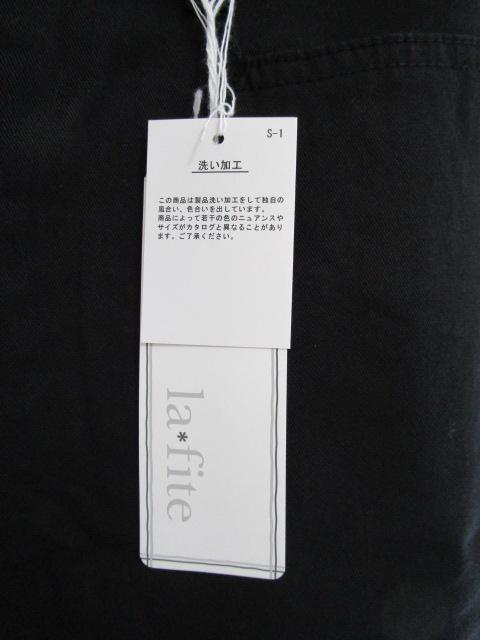 S-1
洗い加工
この商品は製品洗い加工をして独自の
風合い、色合いを出しています。
商品によって若干の色のニュアンスや
サイズがカタログと異なることがあり
ます。ご了承ください。
la*fite